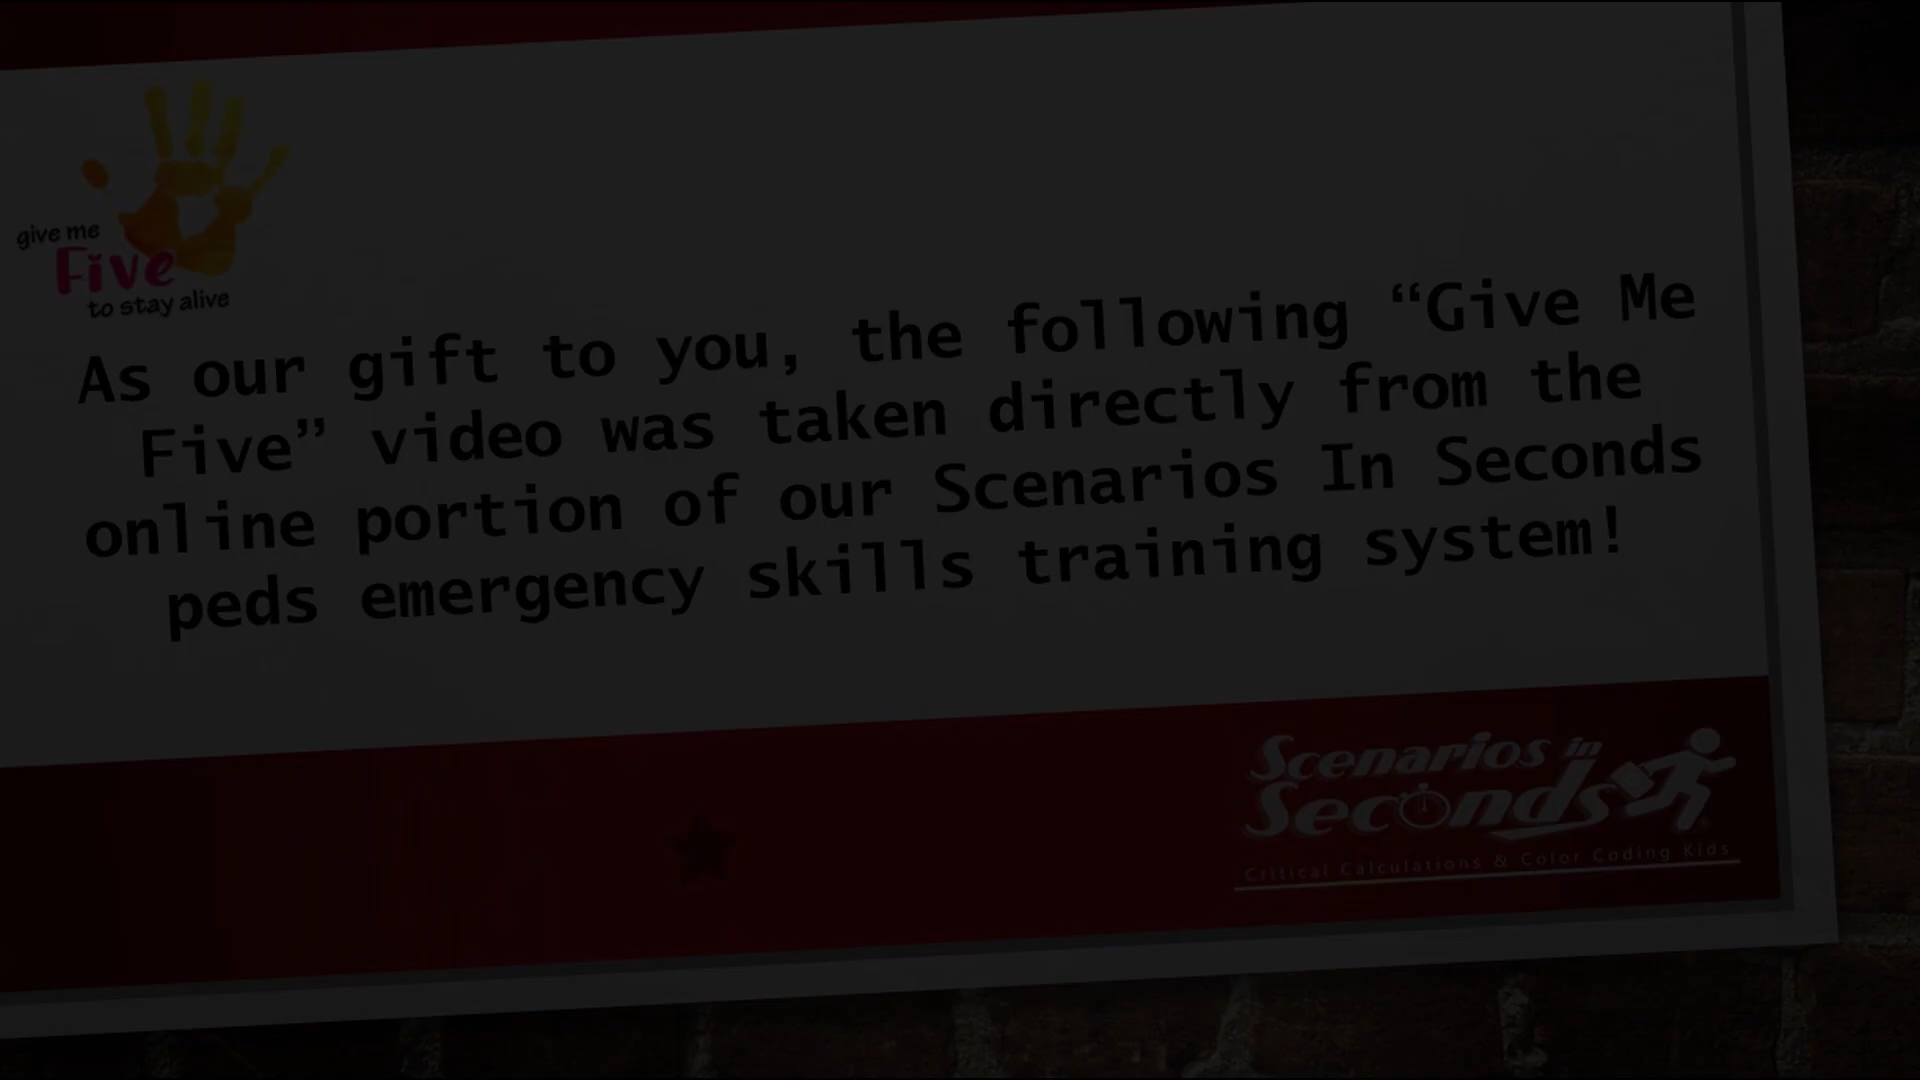 give me
Five
to stay alive
As our gift to you, the following “Give Me
Five” video was taken directly from the
online portion of our Scenarios In Seconds
peds emergency skills training system!
Scenarios in
Seconds
Critical Calculations & Color Coding Kids